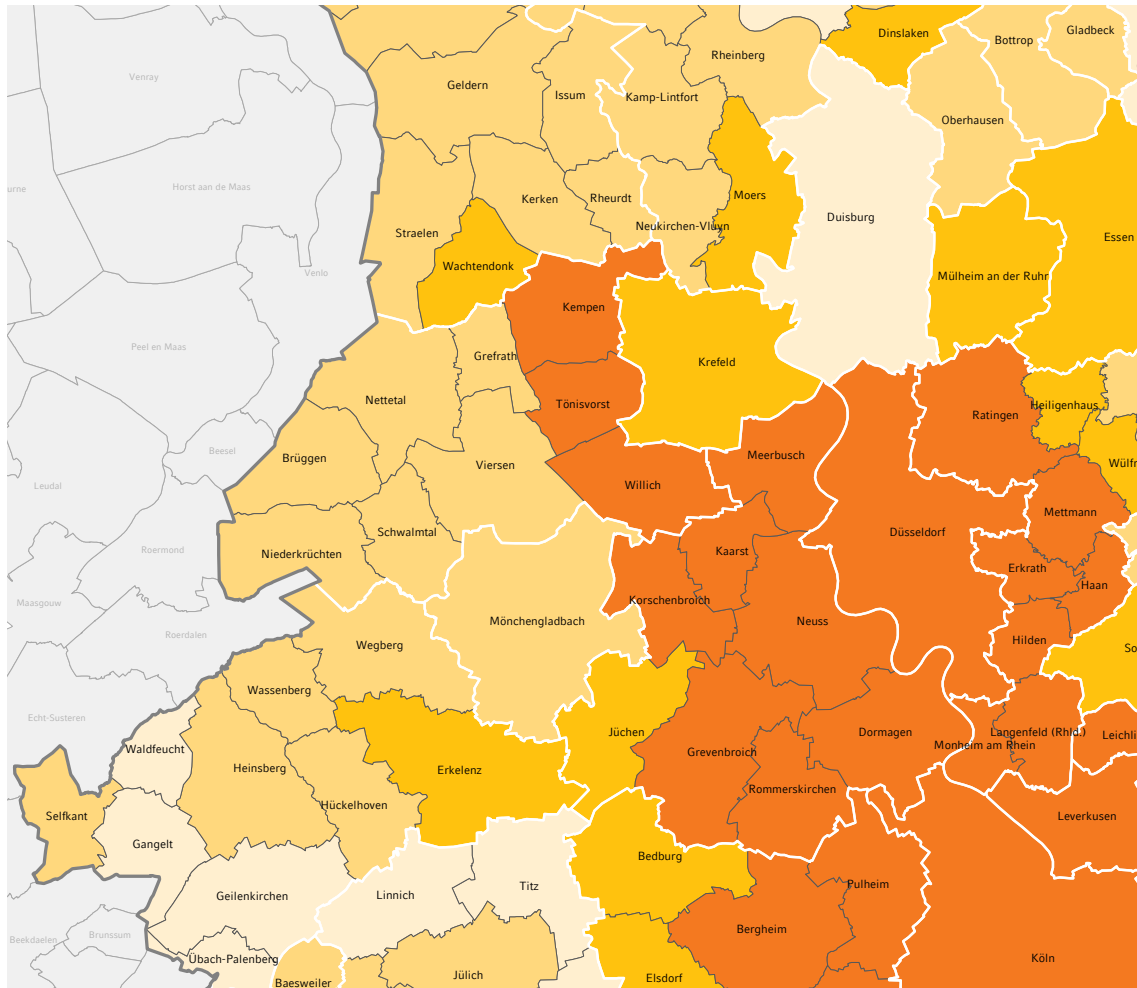 Dinslaken
Gladbeck
Bottrop
Rheinberg
Venray
Geldern
Issum
Kamp-Lintfort
Oberhausen
Horst aan de Maas
Kerken
Rheurdt
Moers
Duisburg
Neukirchen-Vluyn
Straelen
Essen
Wachtendonk
Venlo
Mülheim an der Ruhr
Kempen
Peel en Maas
Grefrath
Krefeld
Nettetal
Tönisvorst
Heiligenhaus
Ratingen
Beesel
Brüggen
Viersen
Meerbusch
Leudal
Willich
Mettmann
Schwalmtal
Düsseldorf
Roermond
Niederkrüchten
Kaarst
Erkrath
Haan
Maasgouw
Korschenbroich
Mönchengladbach
Neuss
Roerdalen
Hilden
Wegberg
Wassenberg
Echt-Susteren
Jüchen
Dormagen
Langenfeld (Rhld.)
Monheim am Rhein
Waldfeucht
Grevenbroich
Heinsberg
Erkelenz
Rommerskirchen
Hückelhoven
Selfkant
Leverkusen
Gangelt
Bedburg
Pulheim
Titz
Geilenkirchen
Linnich
Bergheim
Brunssum
Beekdaelen
Übach-Palenberg
Köln
Jülich
Elsdorf
Baesweiler